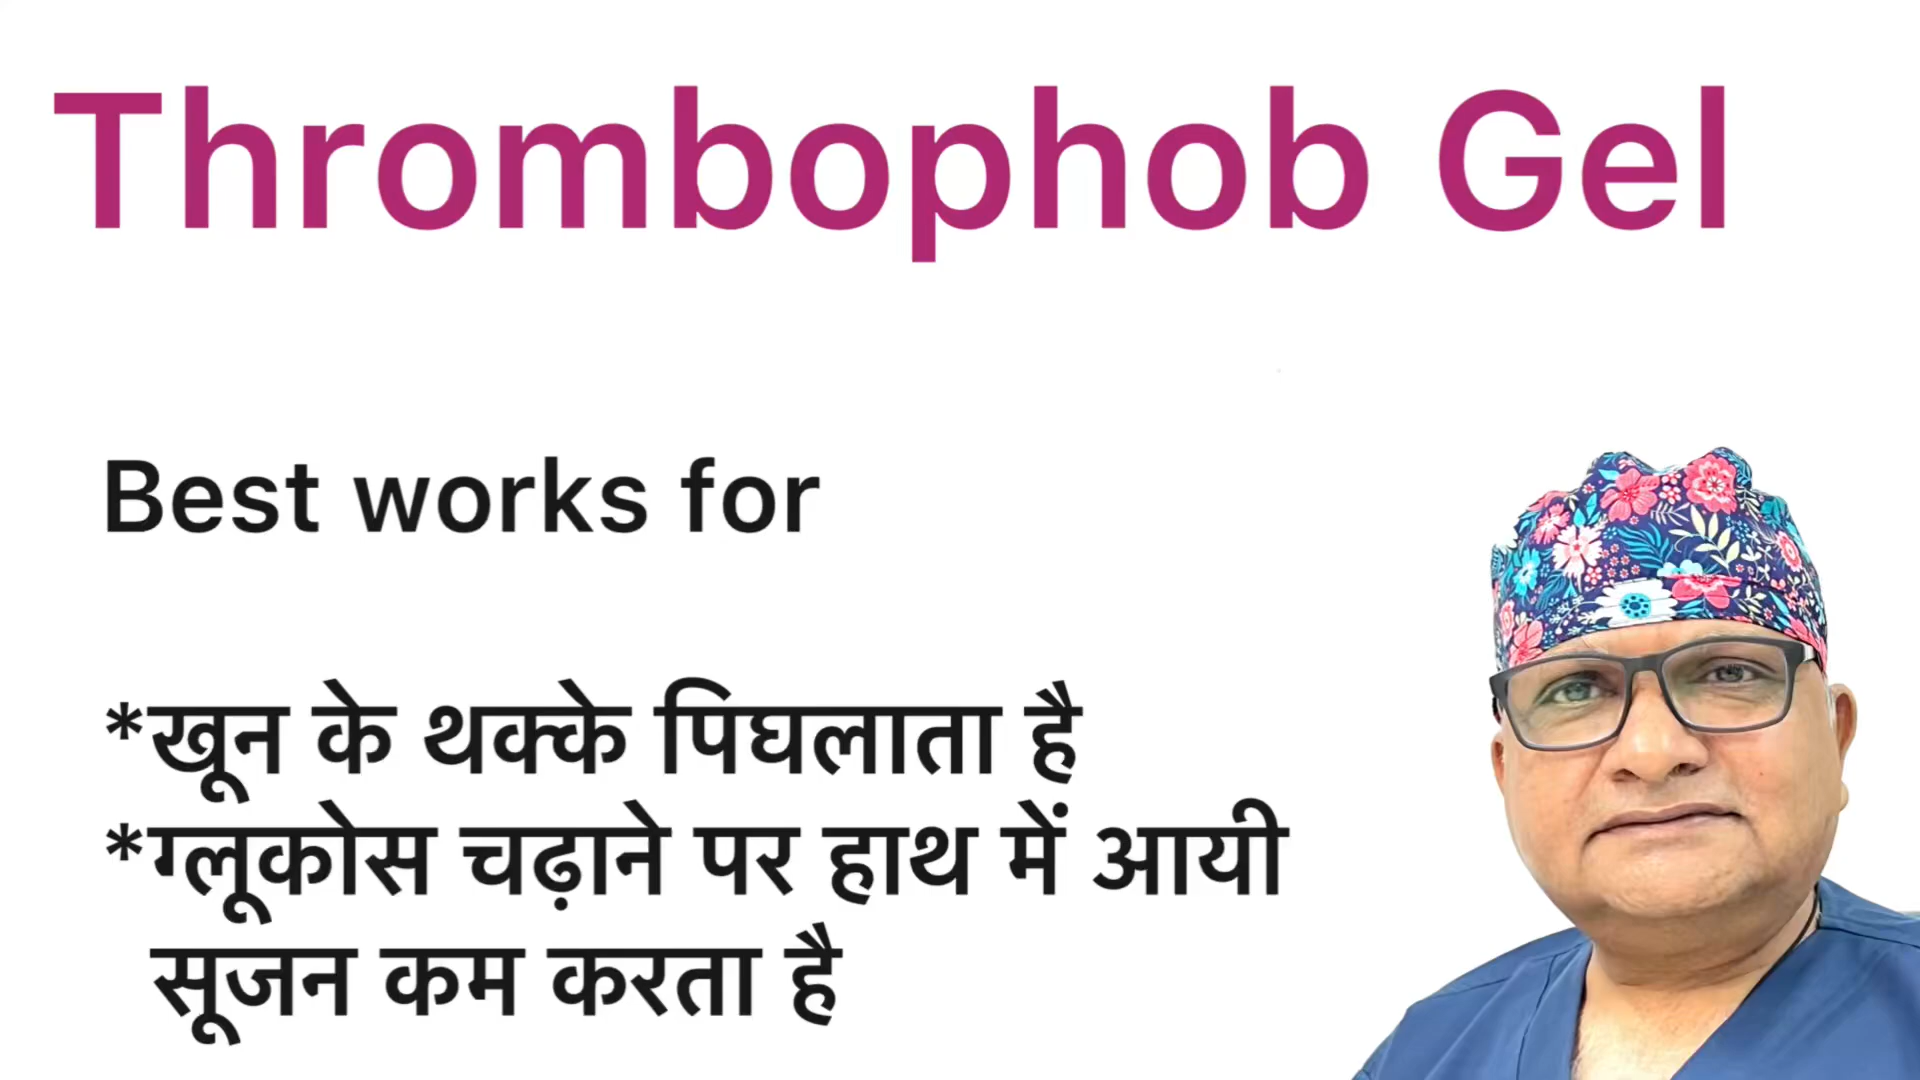 Thrombophob Gel
Best works for
*खून के थक्के पिघलाता है
*ग्लूकोस चढ़ाने पर हाथ में आयी
सूजन कम करता है